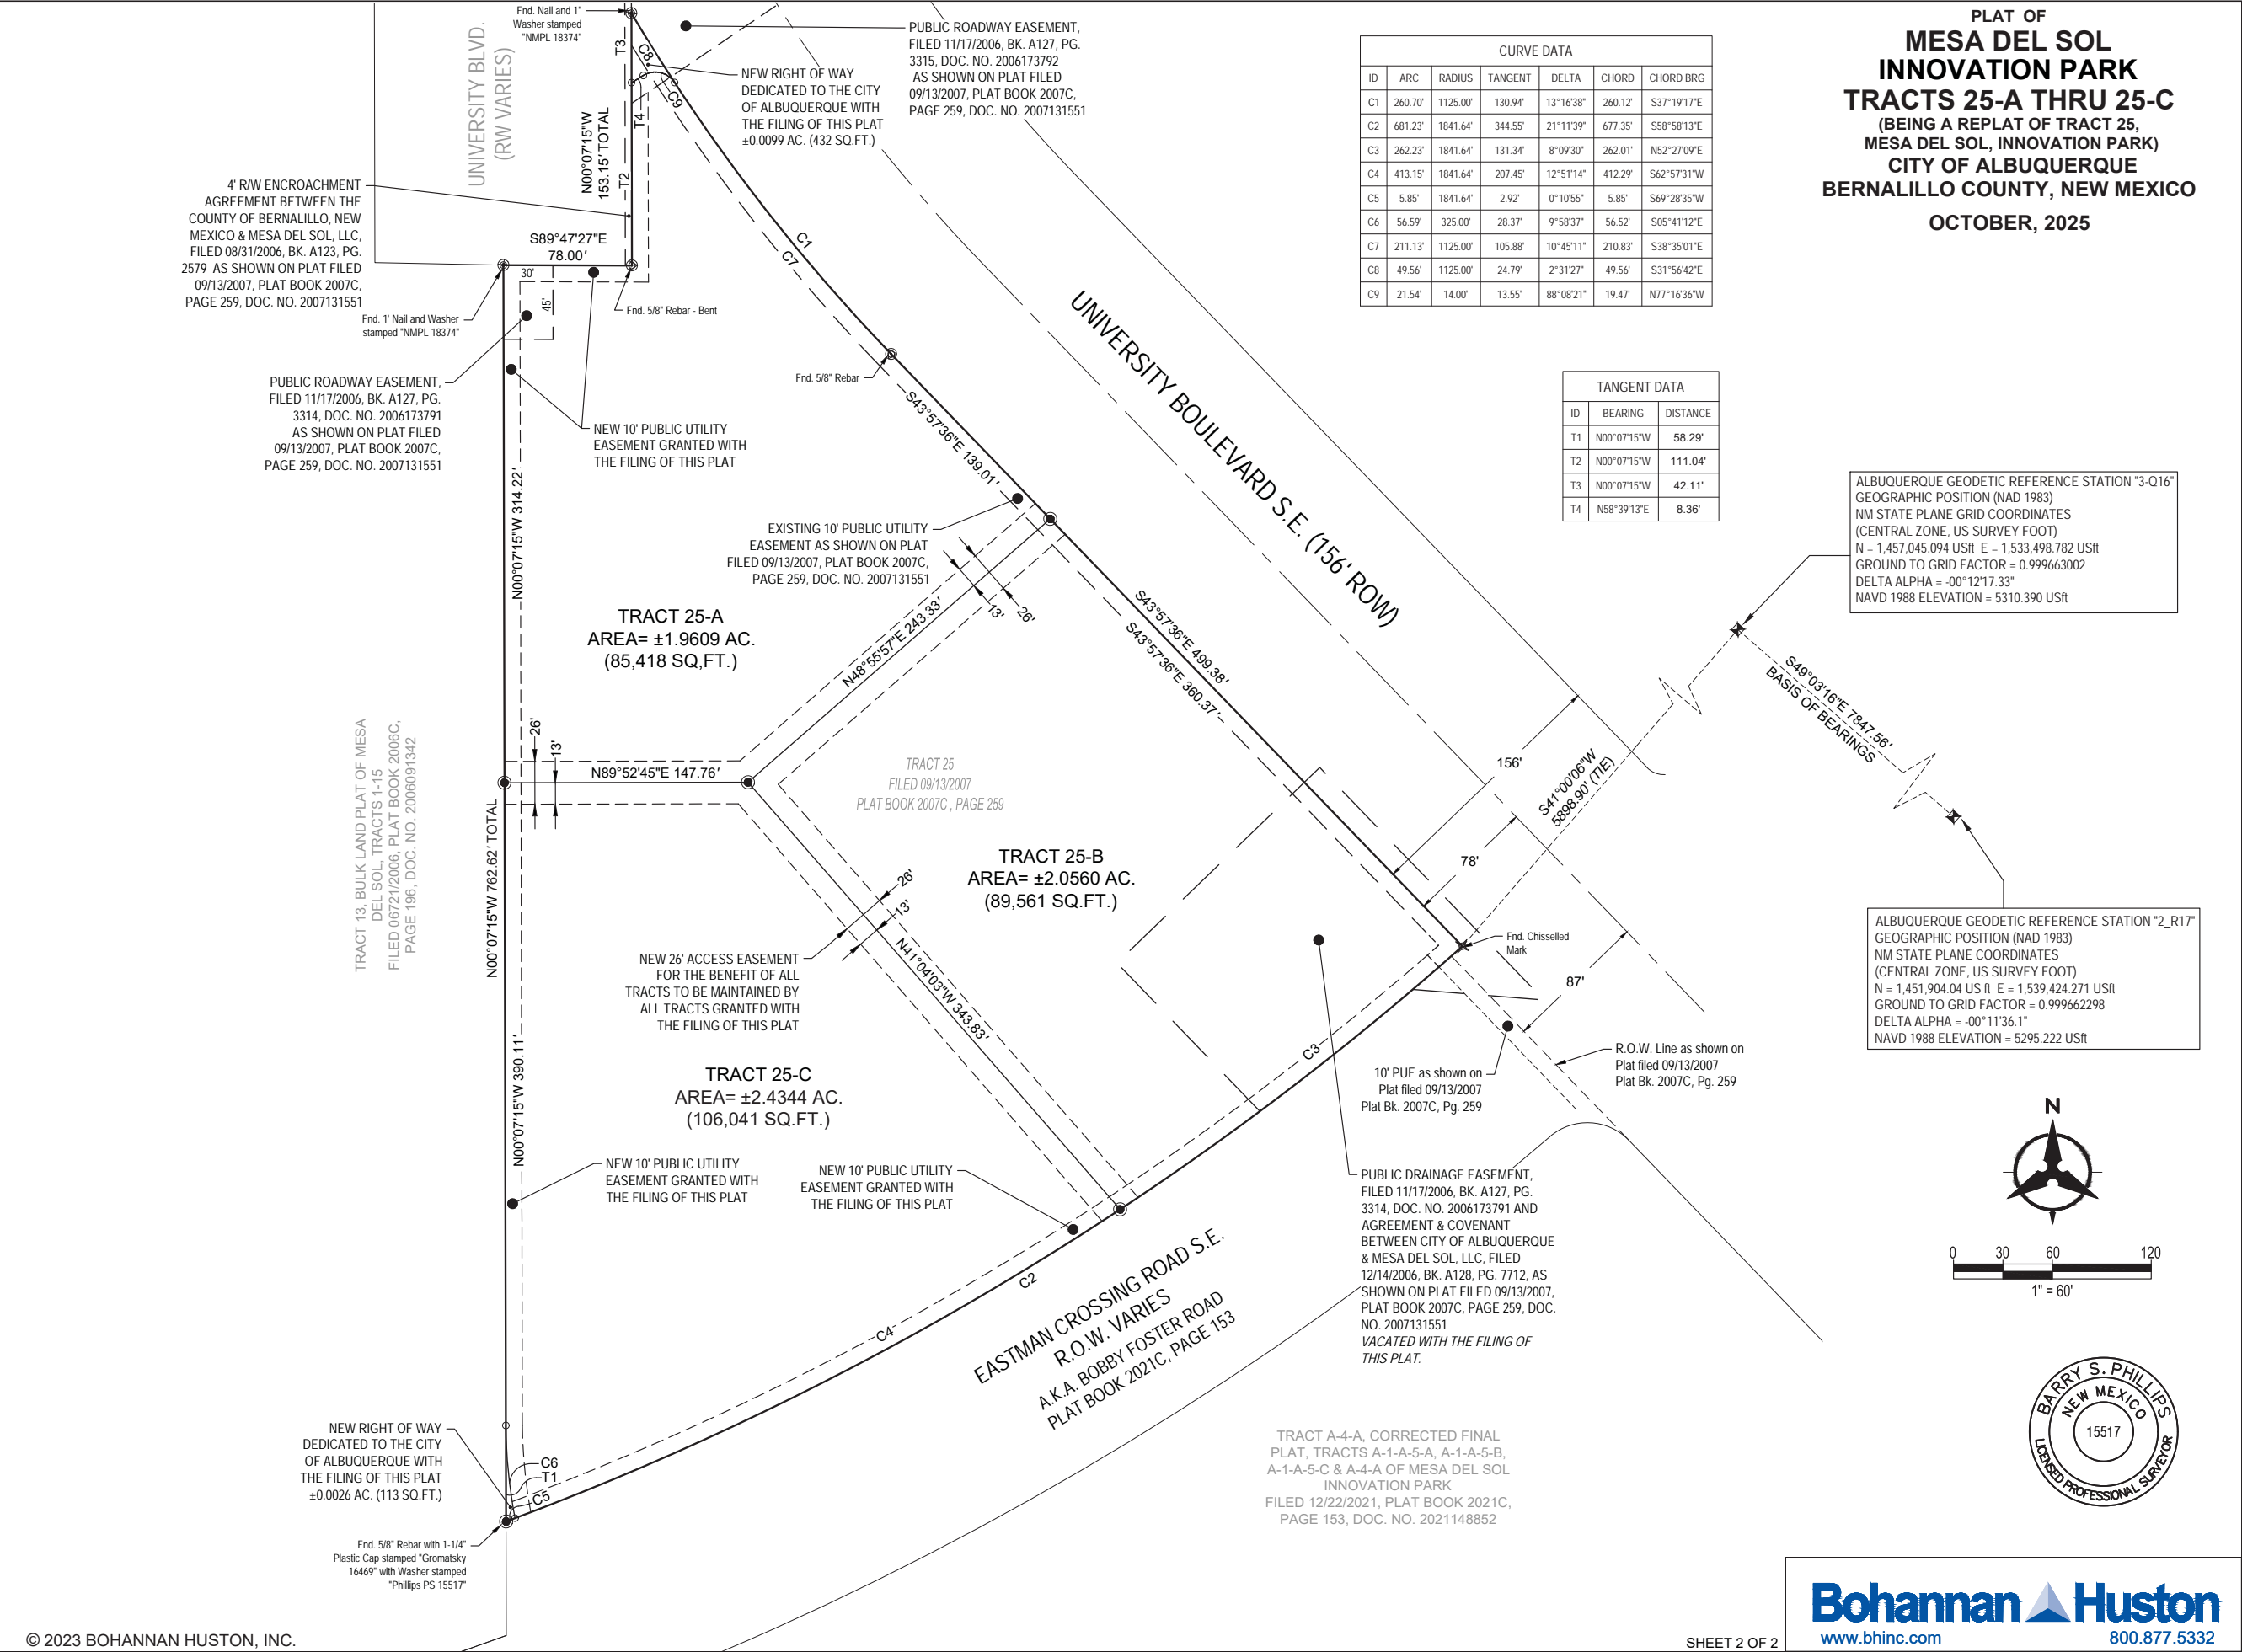 PLAT OF
MESA DEL SOL
INNOVATION PARK
TRACTS 25-A THRU 25-C
(BEING A REPLAT OF TRACT 25,
MESA DEL SOL, INNOVATION PARK)
CITY OF ALBUQUERQUE
BERNALILLO COUNTY, NEW MEXICO
OCTOBER, 2025
CURVE DATA
ID ARC RADIUS TANGENT DELTA CHORD CHORD BRG
C1 260.70' 1125.00' 130.94' 13°16'38" 260.12' S37°19'17"E
C2 681.23' 1841.64' 344.55' 21°11'39" 677.35' S58°58'13"E
C3 262.23' 1841.64' 131.34' 8°09'30" 262.01' N52°27'09"E
C4 413.15' 1841.64' 207.45' 12°51'14" 412.29' S62°57'31"W
C5 5.85' 1841.64' 2.92' 0°10'55" 5.85' S69°28'35"W
C6 56.59' 325.00' 28.37' 9°58'37" 56.52' S05°41'12"E
C7 211.13' 1125.00' 105.88' 10°45'11" 210.83' S38°35'01"E
C8 49.56' 1125.00' 24.79' 2°31'27" 49.56' S31°56'42"E
C9 21.54' 14.00' 13.55' 88°08'21" 19.47' N77°16'36"W
TANGENT DATA
ID BEARING DISTANCE
T1 N00°07'15"W 58.29'
T2 N00°07'15"W 111.04'
T3 N00°07'15"W 42.11'
T4 N58°39'13"E 8.36'
Fnd. Nail and 1"
Washer stamped
"NMPL 18374"
UNIVERSITY BLVD.
(RW VARIES)
T3
C8
C9
T4
T2
N00°07'15"W
153.15' TOTAL
PUBLIC ROADWAY EASEMENT,
FILED 11/17/2006, BK. A127, PG.
3315, DOC. NO. 2006173792
AS SHOWN ON PLAT FILED
09/13/2007, PLAT BOOK 2007C,
PAGE 259, DOC. NO. 2007131551
NEW RIGHT OF WAY
DEDICATED TO THE CITY
OF ALBUQUERQUE WITH
THE FILING OF THIS PLAT
±0.0099 AC. (432 SQ.FT.)
4' R/W ENCROACHMENT
AGREEMENT BETWEEN THE
COUNTY OF BERNALILLO, NEW
MEXICO & MESA DEL SOL, LLC,
FILED 08/31/2006, BK. A123, PG.
2579 AS SHOWN ON PLAT FILED
09/13/2007, PLAT BOOK 2007C,
PAGE 259, DOC. NO. 2007131551
S89°47'27"E
78.00'
30'
45'
Fnd. 1' Nail and Washer
stamped "NMPL 18374"
Fnd. 5/8" Rebar - Bent
C1
C7
Fnd. 5/8" Rebar
PUBLIC ROADWAY EASEMENT,
FILED 11/17/2006, BK. A127, PG.
3314, DOC. NO. 2006173791
AS SHOWN ON PLAT FILED
09/13/2007, PLAT BOOK 2007C,
PAGE 259, DOC. NO. 2007131551
NEW 10' PUBLIC UTILITY
EASEMENT GRANTED WITH
THE FILING OF THIS PLAT
S43°57'36"E 139.01'
UNIVERSITY BOULEVARD S.E. (156' ROW)
N00°07'15"W 314.22'
EXISTING 10' PUBLIC UTILITY
EASEMENT AS SHOWN ON PLAT
FILED 09/13/2007, PLAT BOOK 2007C,
PAGE 259, DOC. NO. 2007131551
TRACT 25-A
AREA= ±1.9609 AC.
(85,418 SQ,FT.)
N48°55'57"E 243.33'
13'
26'
S43°57'36"E 499.38'
S43°57'36"E 360.37'
ALBUQUERQUE GEODETIC REFERENCE STATION "3-Q16"
GEOGRAPHIC POSITION (NAD 1983)
NM STATE PLANE GRID COORDINATES
(CENTRAL ZONE, US SURVEY FOOT)
N = 1,457,045.094 USft E = 1,533,498.782 USft
GROUND TO GRID FACTOR = 0.999663002
DELTA ALPHA = -00°12'17.33"
NAVD 1988 ELEVATION = 5310.390 USft
S49°03'16"E 7847.56'
BASIS OF BEARINGS
S41°00'06"W
5898.90' (TIE)
156'
78'
87'
26'
13'
N89°52'45"E 147.76'
TRACT 25
FILED 09/13/2007
PLAT BOOK 2007C , PAGE 259
TRACT 13, BULK LAND PLAT OF MESA
DEL SOL, TRACTS 1-15
FILED 06721/2006, PLAT BOOK 2006C,
PAGE 196, DOC. NO. 2006091342
N00°07'15"W 762.62' TOTAL
TRACT 25-B
AREA= ±2.0560 AC.
(89,561 SQ.FT.)
26'
13'
N41°04'03"W 343.83'
NEW 26' ACCESS EASEMENT
FOR THE BENEFIT OF ALL
TRACTS TO BE MAINTAINED BY
ALL TRACTS GRANTED WITH
THE FILING OF THIS PLAT
Fnd. Chisselled
Mark
ALBUQUERQUE GEODETIC REFERENCE STATION "2_R17"
GEOGRAPHIC POSITION (NAD 1983)
NM STATE PLANE COORDINATES
(CENTRAL ZONE, US SURVEY FOOT)
N = 1,451,904.04 US ft E = 1,539,424.271 USft
GROUND TO GRID FACTOR = 0.999662298
DELTA ALPHA = -00°11'36.1"
NAVD 1988 ELEVATION = 5295.222 USft
C3
10' PUE as shown on
Plat filed 09/13/2007
Plat Bk. 2007C, Pg. 259
R.O.W. Line as shown on
Plat filed 09/13/2007
Plat Bk. 2007C, Pg. 259
TRACT 25-C
AREA= ±2.4344 AC.
(106,041 SQ.FT.)
N00°07'15"W 390.11'
NEW 10' PUBLIC UTILITY
EASEMENT GRANTED WITH
THE FILING OF THIS PLAT
NEW 10' PUBLIC UTILITY
EASEMENT GRANTED WITH
THE FILING OF THIS PLAT
PUBLIC DRAINAGE EASEMENT,
FILED 11/17/2006, BK. A127, PG.
3314, DOC. NO. 2006173791 AND
AGREEMENT & COVENANT
BETWEEN CITY OF ALBUQUERQUE
& MESA DEL SOL, LLC, FILED
12/14/2006, BK. A128, PG. 7712, AS
SHOWN ON PLAT FILED 09/13/2007,
PLAT BOOK 2007C, PAGE 259, DOC.
NO. 2007131551
VACATED WITH THE FILING OF
THIS PLAT.
C2
C4
EASTMAN CROSSING ROAD S.E.
R.O.W. VARIES
A.K.A. BOBBY FOSTER ROAD
PLAT BOOK 2021C, PAGE 153
N
0 30 60 120
1" = 60'
BARRY S. PHILLIPS
NEW MEXICO
15517
LICENSED PROFESSIONAL SURVEYOR
NEW RIGHT OF WAY
DEDICATED TO THE CITY
OF ALBUQUERQUE WITH
THE FILING OF THIS PLAT
±0.0026 AC. (113 SQ.FT.)
C6
T1
C5
TRACT A-4-A, CORRECTED FINAL
PLAT, TRACTS A-1-A-5-A, A-1-A-5-B,
A-1-A-5-C & A-4-A OF MESA DEL SOL
INNOVATION PARK
FILED 12/22/2021, PLAT BOOK 2021C,
PAGE 153, DOC. NO. 2021148852
Fnd. 5/8" Rebar with 1-1/4"
Plastic Cap stamped "Gromatsky
16469" with Washer stamped
"Phillips PS 15517"
© 2023 BOHANNAN HUSTON, INC.
SHEET 2 OF 2
Bohannan Huston
www.bhinc.com 800.877.5332